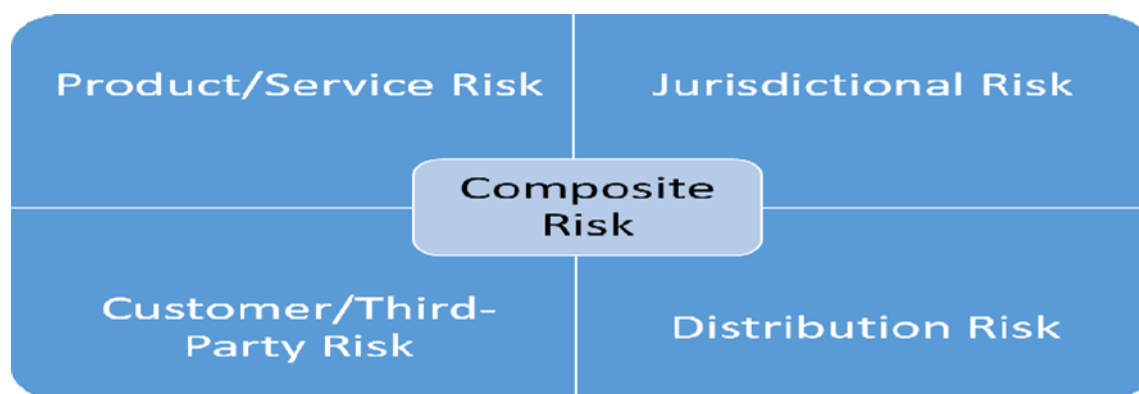 Product/Service Risk
Jurisdictional Risk
Composite
Risk
Customer/Third-
Party Risk
Distribution Risk